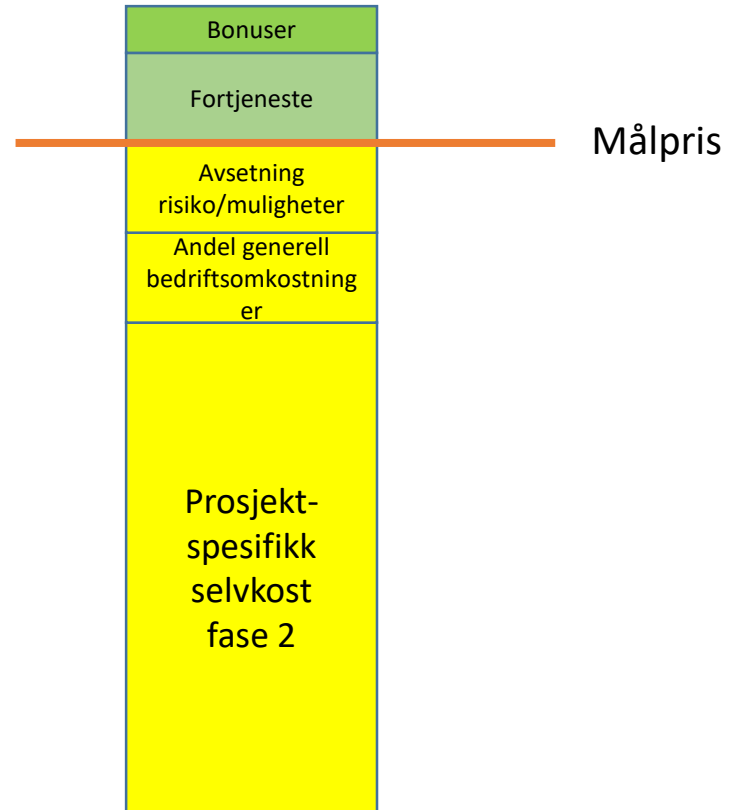 Bonuser
Fortjeneste
Målpris
Avsetning
risiko/muligheter
Andel generell
bedriftsomkostning
er
Prosjekt-
spesifikk
selvkost
fase 2